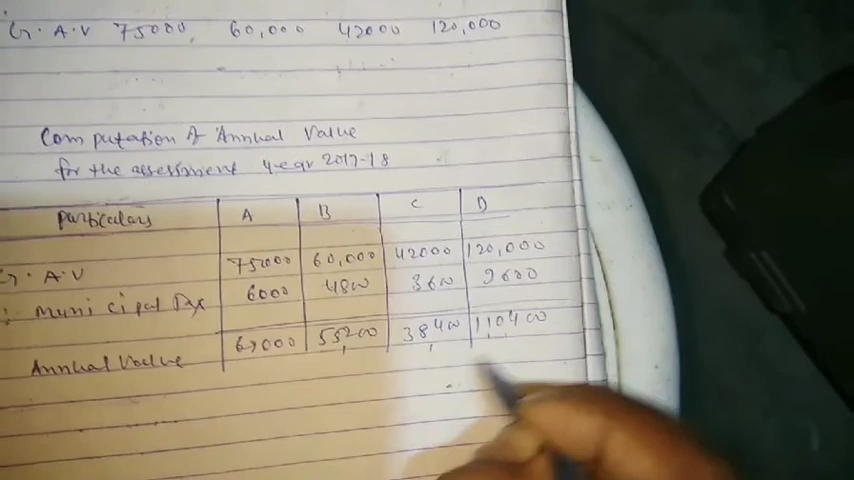 G.A.V 75000 60,000 42000 120,000
Computation of Annual Value
for the assessment year 2017-18
Particulars A B C D
G.A.V 75000 60,000 42000 120,000
: Municipal Tax 6000 4800 3600 9600
Annual Value 69000 55200 38400 110400